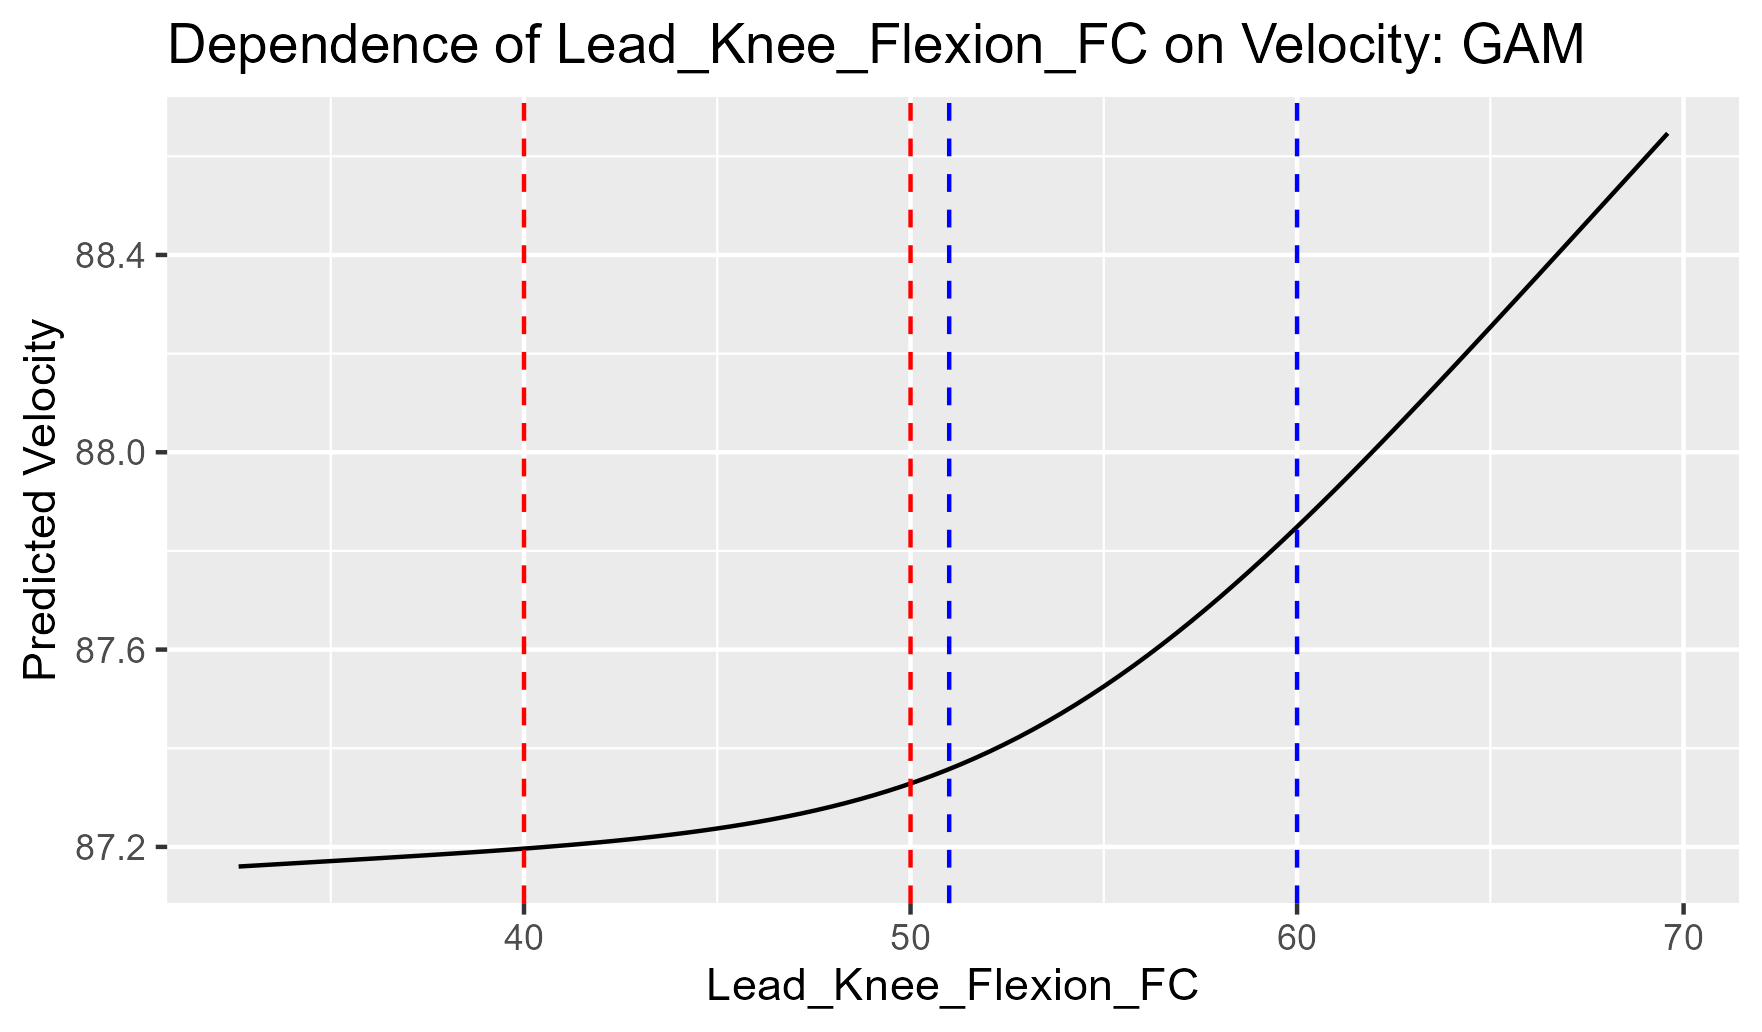 Dependence of Lead_Knee_Flexion_FC on Velocity: GAM
Predicted Velocity
88.4
88.0
87.6
87.2
40 50 60 70
Lead_Knee_Flexion_FC